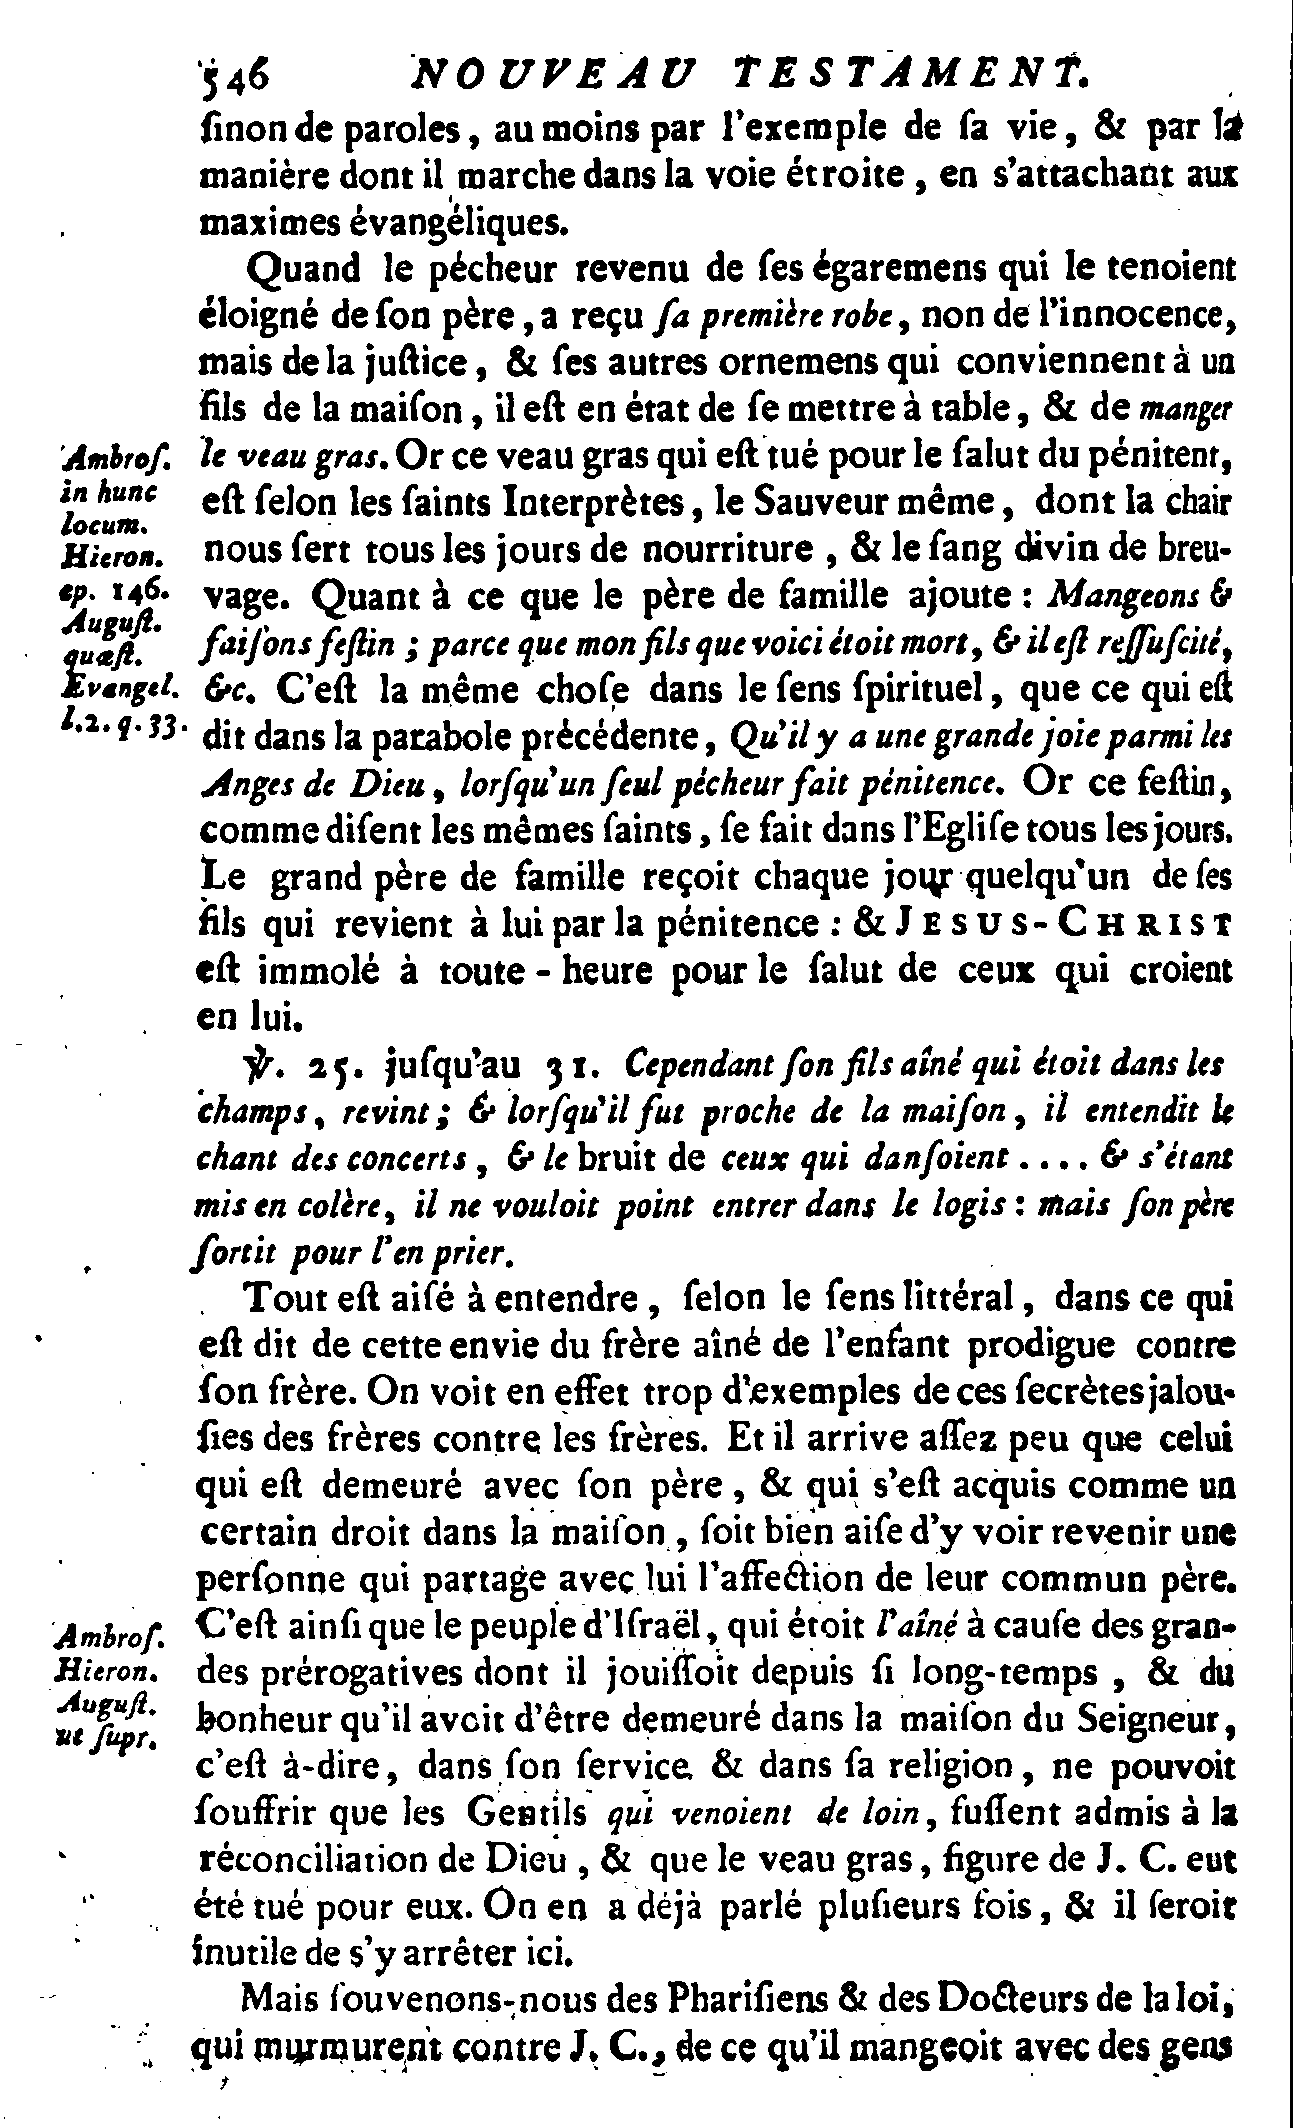 546 NOUVEAU TESTAMENT.
ſinon de paroles, au moins par l'exemple de ſa vie, & par la
manière dont il marche dans la voie étroite, en s'attachant aux
maximes évangéliques.
Quand le pécheur revenu de ſes égaremens qui le tenoient
éloigné de ſon père, a reçu ſa première robe, non de l'innocence,
mais de la juſtice, & ſes autres ornemens qui conviennent à un
fils de la maiſon, il eſt en état de ſe mettre à table, & de manger
le veau gras. Or ce veau gras qui eſt tué pour le ſalut du pénitent,
eſt ſelon les ſaints Interprètes, le Sauveur même, dont la chair
nous ſert tous les jours de nourriture, & le ſang divin de breu-
vage. Quant à ce que le père de famille ajoute : Mangeons &
faiſons feſtin ; parce que mon fils que voici étoit mort, & il eſt reſſuſcité,
&c. C'eſt la même choſe dans le ſens ſpirituel, que ce qui eſt
dit dans la parabole précédente, Qu'il y a une grande joie parmi les
Anges de Dieu, lorſqu'un ſeul pécheur fait pénitence. Or ce feſtin,
comme diſent les mêmes ſaints, ſe fait dans l'Egliſe tous les jours.
Le grand père de famille reçoit chaque jour quelqu'un de ſes
fils qui revient à lui par la pénitence : & JESUS-CHRIST
eſt immolé à toute-heure pour le ſalut de ceux qui croient
en lui.
Ambroſ.
in hunc
locum.
Hieron.
ep. 146.
Auguſt.
quæſt.
Evangel.
l.2. q. 33.
℣. 25. juſqu'au 31. Cependant ſon fils aîné qui étoit dans les
champs, revint ; & lorſqu'il fut proche de la maiſon, il entendit le
chant des concerts, & le bruit de ceux qui danſoient .... & s'étant
mis en colère, il ne vouloit point entrer dans le logis : mais ſon père
ſortit pour l'en prier.
Tout eſt aiſé à entendre, ſelon le ſens littéral, dans ce qui
eſt dit de cette envie du frère aîné de l'enfant prodigue contre
ſon frère. On voit en effet trop d'exemples de ces ſecrètes jalou-
ſies des frères contre les frères. Et il arrive aſſez peu que celui
qui eſt demeuré avec ſon père, & qui s'eſt acquis comme un
certain droit dans la maiſon, ſoit bien aiſe d'y voir revenir une
perſonne qui partage avec lui l'affection de leur commun père.
C'eſt ainſi que le peuple d'Iſraël, qui étoit l'aîné à cauſe des gran-
des prérogatives dont il jouiſſoit depuis ſi long-temps, & du
bonheur qu'il avoit d'être demeuré dans la maiſon du Seigneur,
c'eſt à-dire, dans ſon ſervice & dans ſa religion, ne pouvoit
ſouffrir que les Gentils qui venoient de loin, fuſſent admis à la
réconciliation de Dieu, & que le veau gras, figure de J. C. eut
été tué pour eux. On en a déjà parlé pluſieurs fois, & il ſeroit
inutile de s'y arrêter ici.
Ambroſ.
Hieron.
Auguſt.
ut ſupr.
Mais ſouvenons-nous des Phariſiens & des Docteurs de la loi,
qui murmurent contre J. C., de ce qu'il mangeoit avec des gens